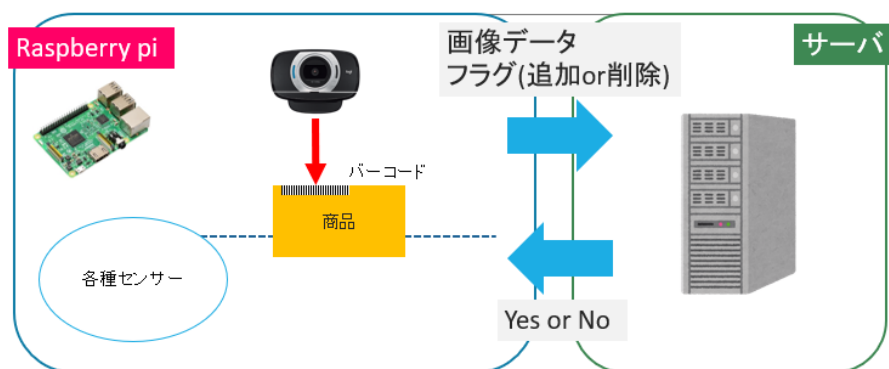 Raspberry pi
画像データ
フラグ(追加or削除)
サーバ
バーコード
商品
各種センサー
Yes or No